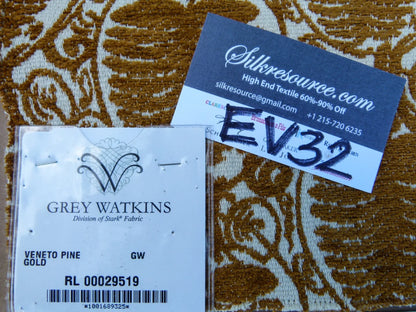 Silkresource.com
High End Textile 60%-90% Off
silkresource@gmail.com
+1 215-720 6235
EV32
GREY WATKINS
Division of Stark® Fabric
VENETO PINE GW
GOLD
RL 00029519
*1001689325*